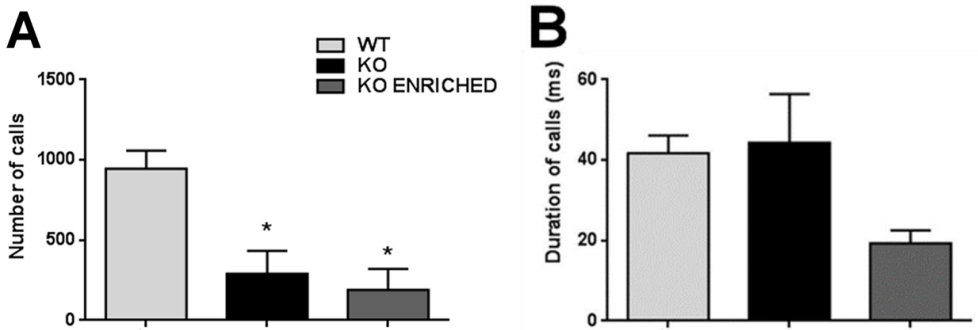 A
WT
KO
KO ENRICHED
Number of calls
1500
1000
500
0
*
*
B
Duration of calls (ms)
60
40
20
0